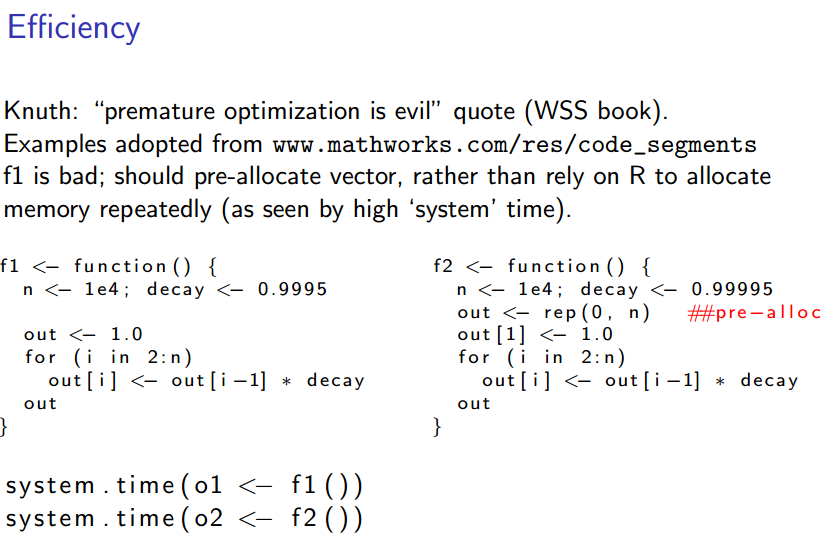 Efficiency
Knuth: “premature optimization is evil” quote (WSS book).
Examples adopted from www.mathworks.com/res/code_segments
f1 is bad; should pre-allocate vector, rather than rely on R to allocate
memory repeatedly (as seen by high ‘system’ time).
f1 <- function() {
  n <- 1e4; decay <- 0.9995
  out <- 1.0
  for (i in 2:n)
    out[i] <- out[i-1] * decay
  out
}
f2 <- function() {
  n <- 1e4; decay <- 0.99995
  out <- rep(0, n)   ##pre-alloc
  out[1] <- 1.0
  for (i in 2:n)
    out[i] <- out[i-1] * decay
  out
}
system.time(o1 <- f1())
system.time(o2 <- f2())